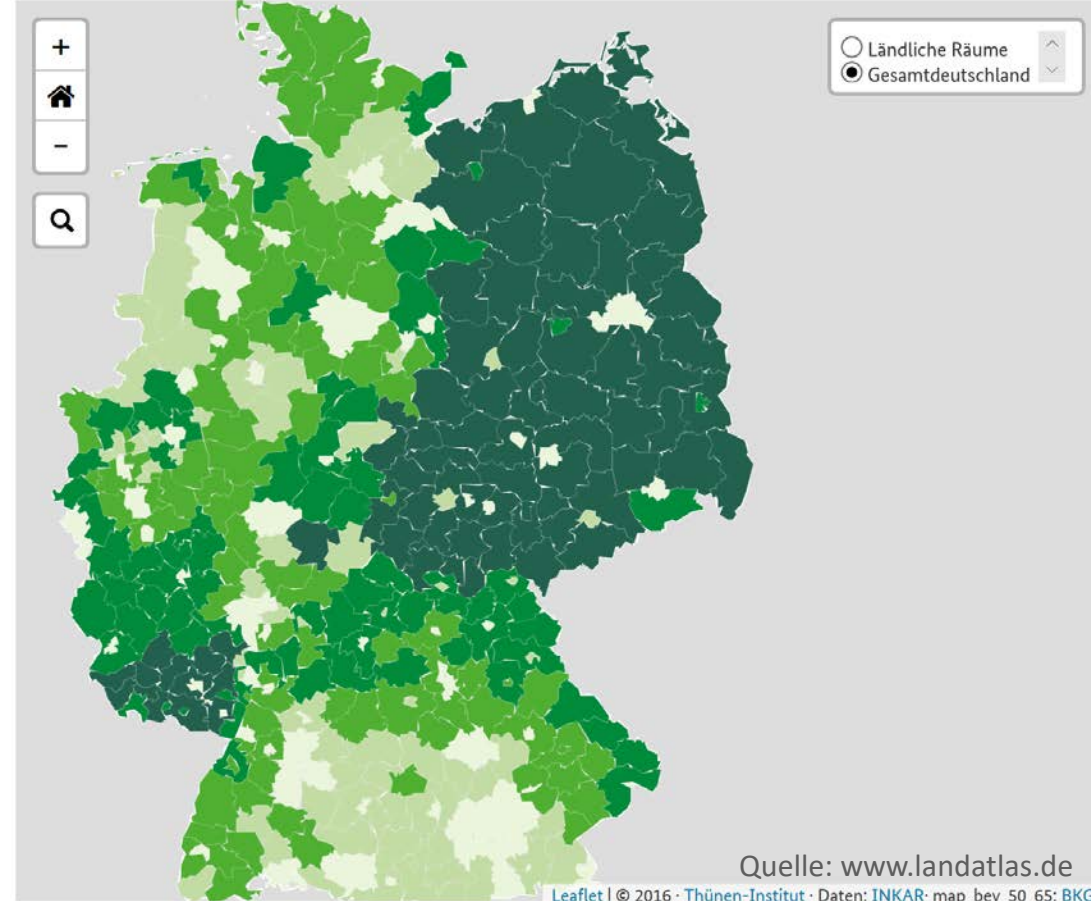 +
−
Ländliche Räume
Gesamtdeutschland
Quelle: www.landatlas.de
Leaflet | © 2016 · Thünen-Institut · Daten: INKAR· map_bev_50_65; BKG